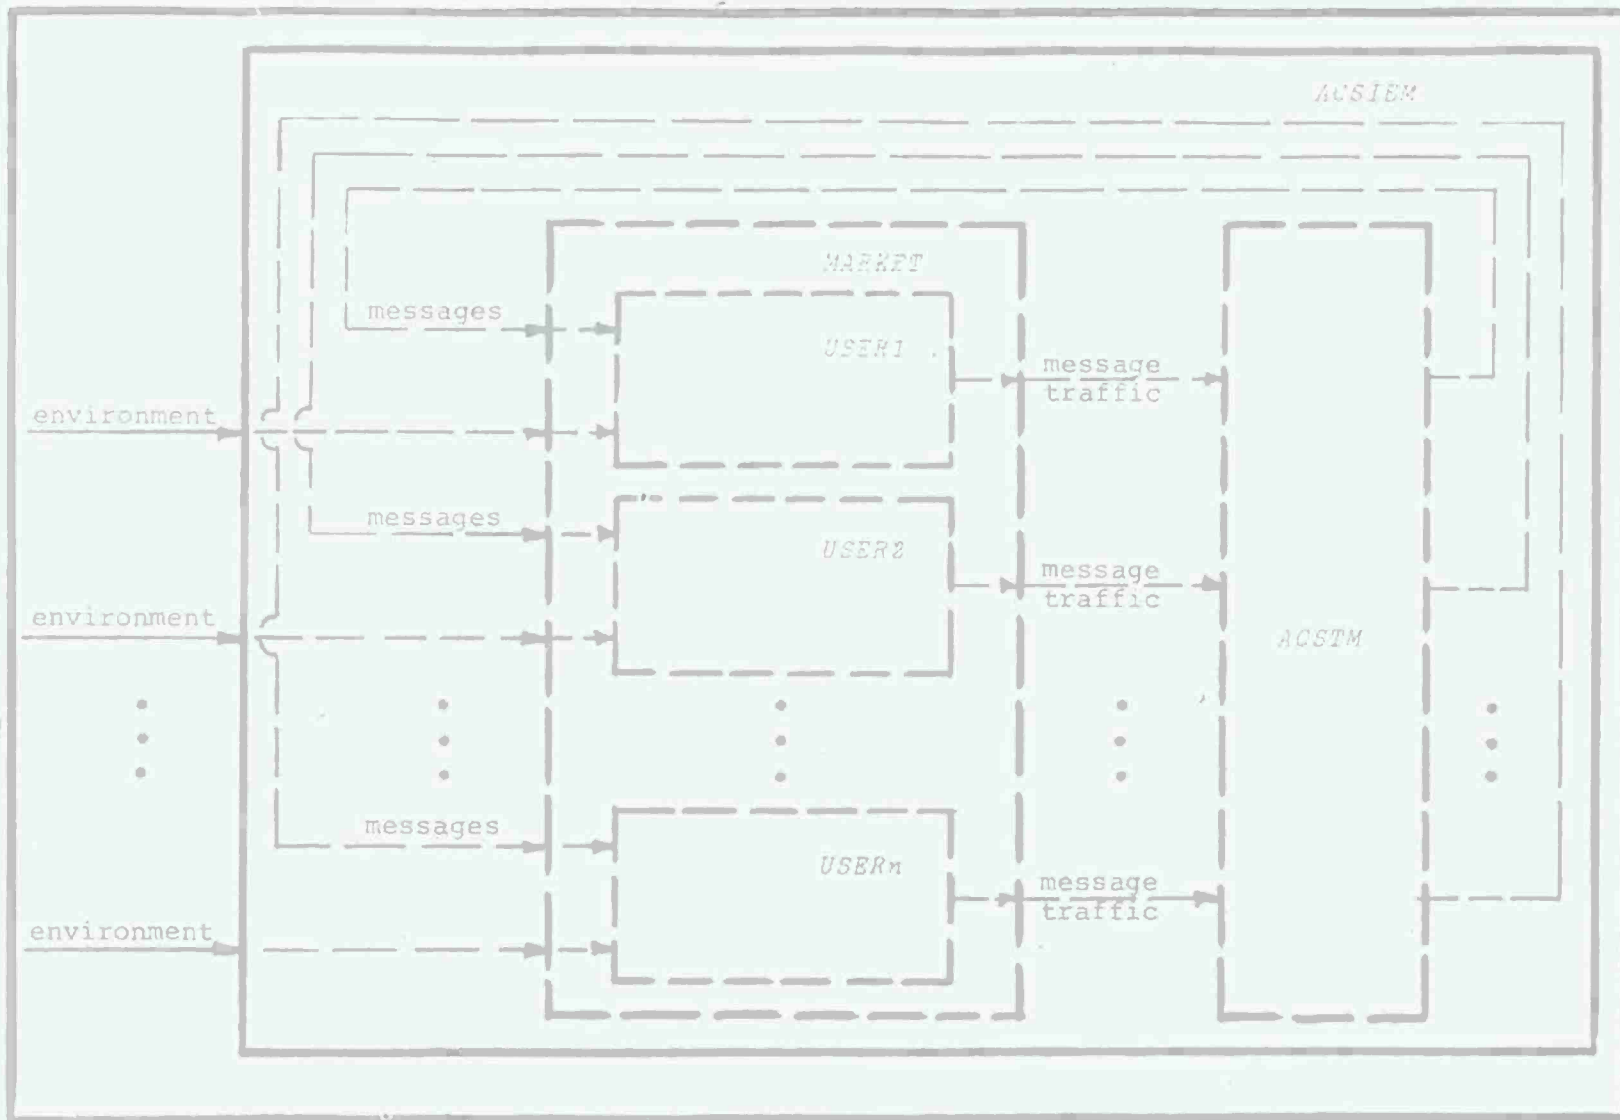 ACSIEM
MARKET
messages
USER1
message
traffic
environment
messages
USER2
message
traffic
environment
ACSTM
messages
USERn
message
traffic
environment